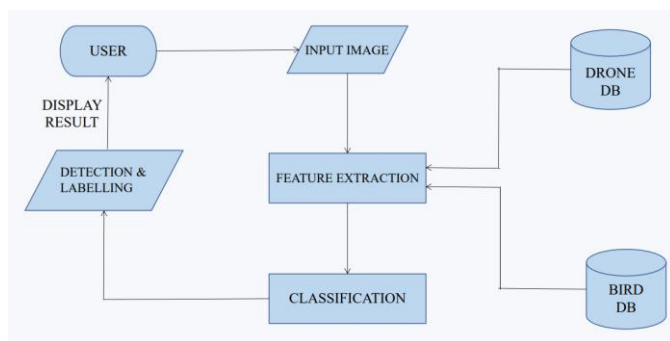 USER
INPUT IMAGE
DRONE
DB
DISPLAY
RESULT
DETECTION &
LABELLING
FEATURE EXTRACTION
CLASSIFICATION
BIRD
DB